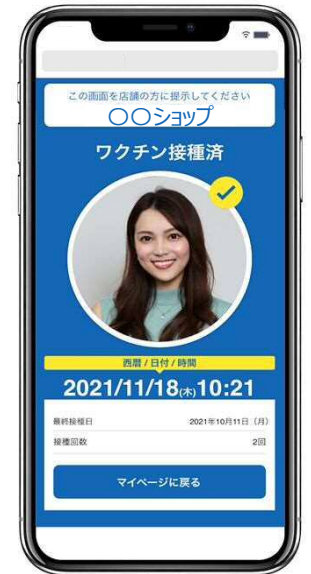 この画面を店舗の方に提示してください
〇〇ショップ
ワクチン接種済
西暦 / 日付 / 時間
2021/11/18(木)10:21
最終接種日 2021年10月11日（月）
接種回数 2回
マイページに戻る